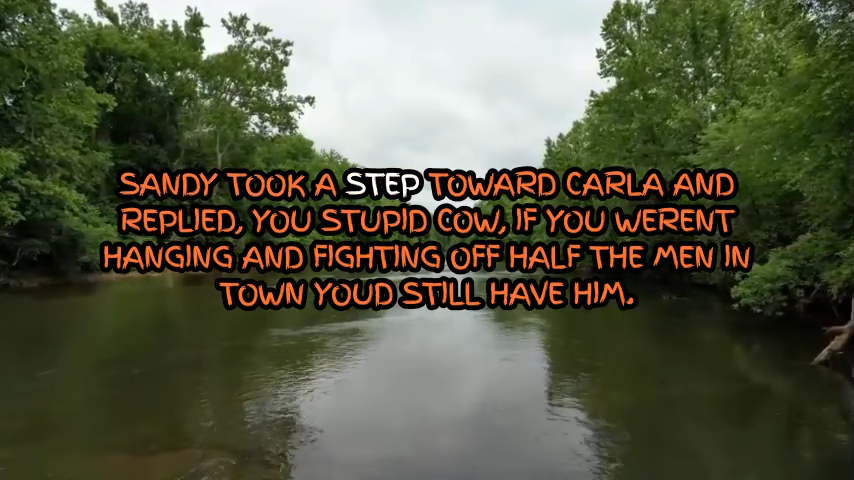 SANDY TOOK A STEP TOWARD CARLA AND
REPLIED, YOU STUPID COW, IF YOU WERENT
HANGING AND FIGHTING OFF HALF THE MEN IN
TOWN YOUD STILL HAVE HIM.